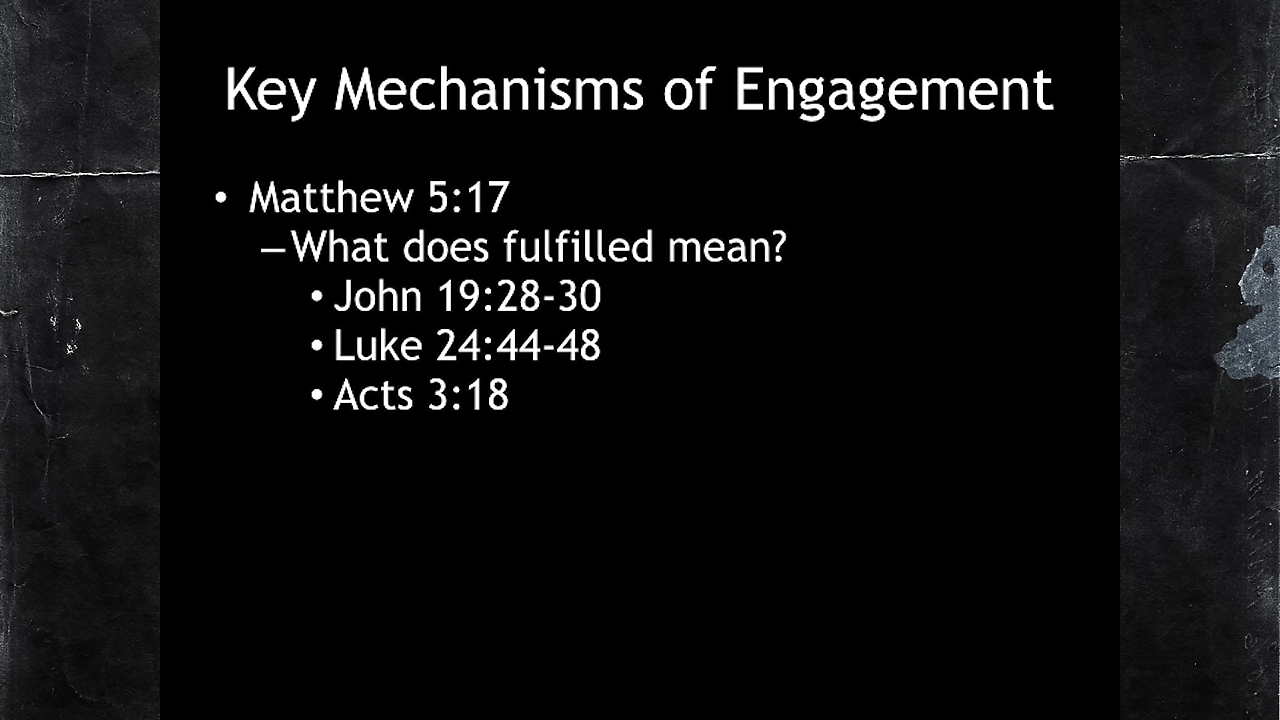 Key Mechanisms of Engagement
• Matthew 5:17
–What does fulfilled mean?
• John 19:28-30
• Luke 24:44-48
• Acts 3:18